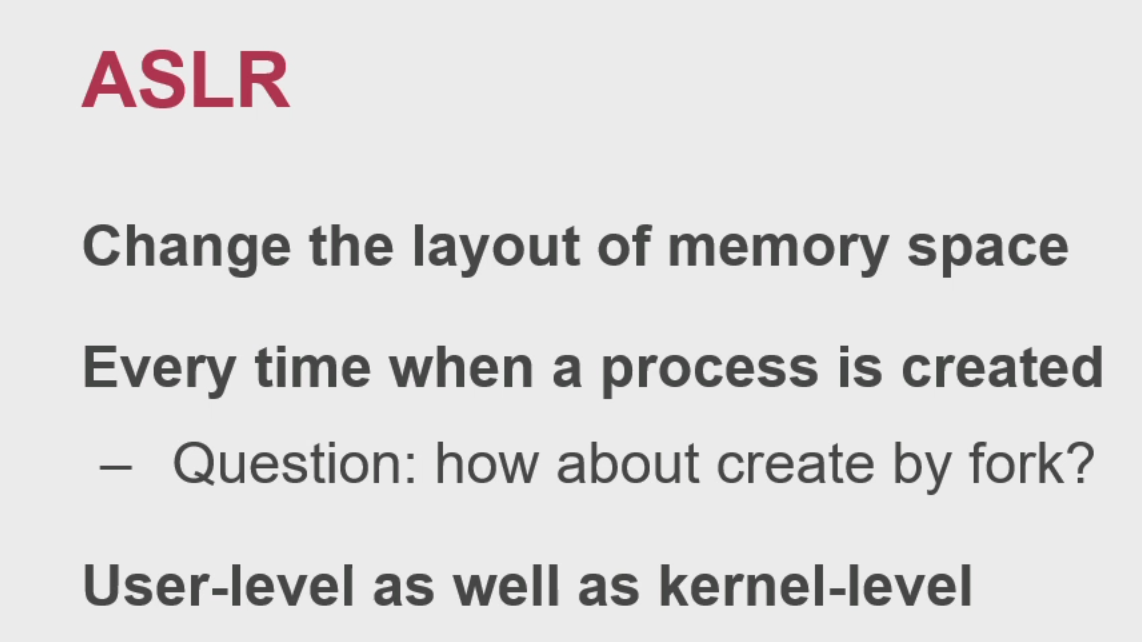 ASLR
Change the layout of memory space
Every time when a process is created
– Question: how about create by fork?
User-level as well as kernel-level